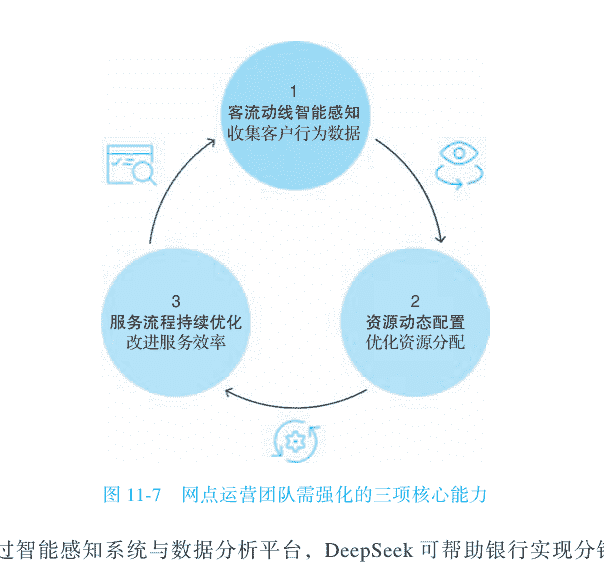 1
客流动线智能感知
收集客户行为数据
3
服务流程持续优化
改进服务效率
2
资源动态配置
优化资源分配
图 11-7 网点运营团队需强化的三项核心能力
过智能感知系统与数据分析平台，DeepSeek 可帮助银行实现分